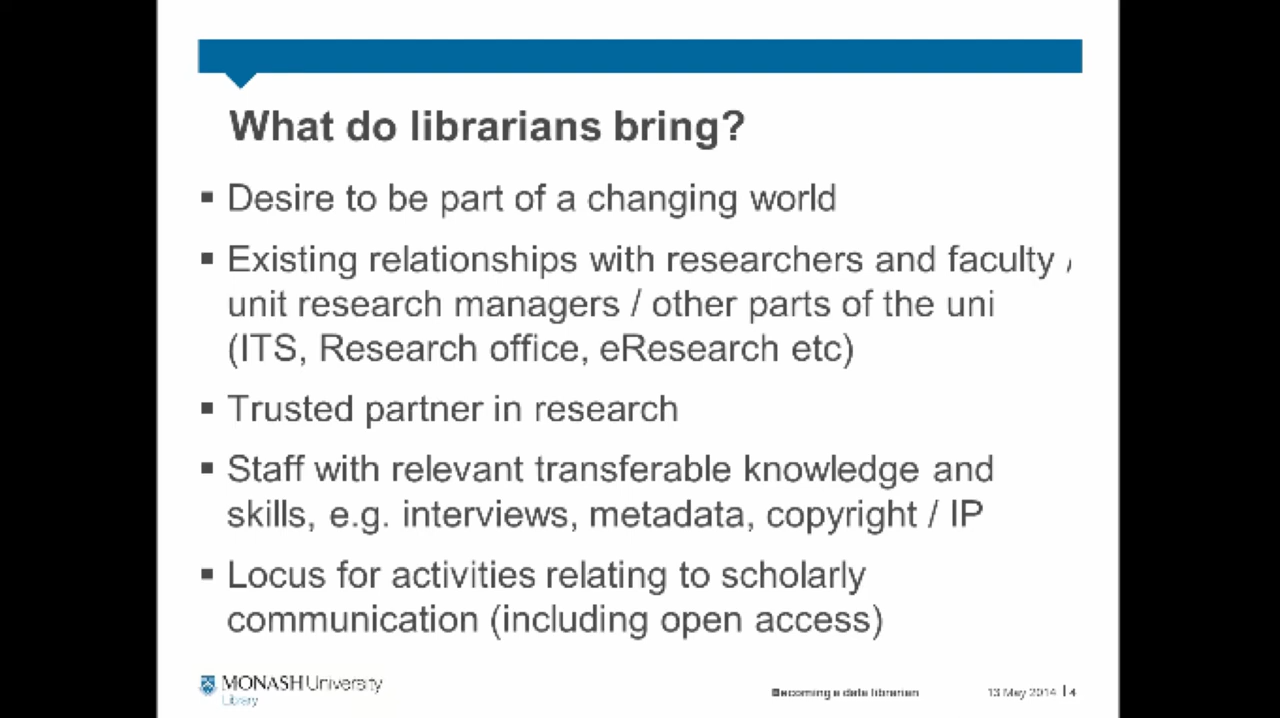 What do librarians bring?
▪ Desire to be part of a changing world
▪ Existing relationships with researchers and faculty /
unit research managers / other parts of the uni
(ITS, Research office, eResearch etc)
▪ Trusted partner in research
▪ Staff with relevant transferable knowledge and
skills, e.g. interviews, metadata, copyright / IP
▪ Locus for activities relating to scholarly
communication (including open access)
MONASH University
Library
Becoming a data librarian
13 May 2014 | 4